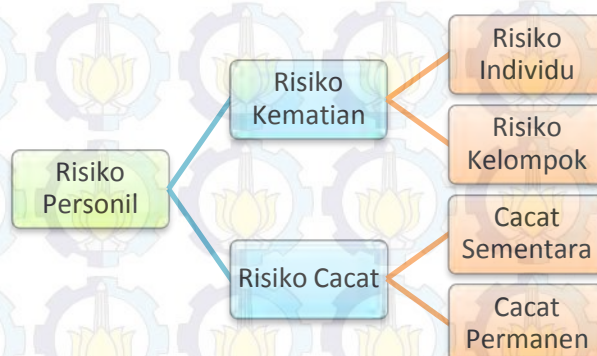 Risiko
Personil
Risiko
Kematian
Risiko
Individu
Risiko
Kelompok
Risiko Cacat
Cacat
Sementara
Cacat
Permanen